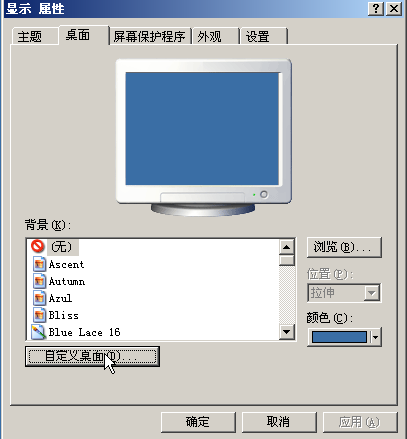 显示 属性
主题 桌面 屏幕保护程序 外观 设置
背景(K):
(无)
Ascent
Autumn
Azul
Bliss
Blue Lace 16
浏览(B)...
位置(P):
拉伸
颜色(C):
自定义桌面(D)...
确定 取消 应用(A)